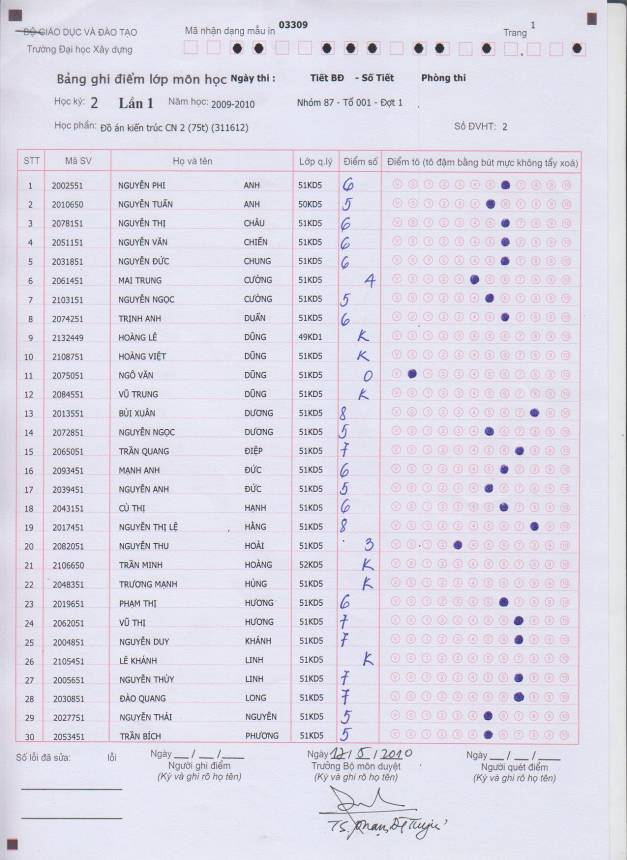 BỘ GIÁO DỤC VÀ ĐÀO TẠO
Trường Đại học Xây dựng
Mã nhận dạng mẫu in 03309
Trang 1
Bảng ghi điểm lớp môn học Ngày thi : Tiết BĐ - Số Tiết Phòng thi
Học kỳ: 2 Lần 1 Năm học: 2009-2010 Nhóm 87 - Tổ 001 - Đợt 1
Học phần: Đồ án kiến trúc CN 2 (75t) (311612) Số ĐVHT: 2
STT Mã SV Họ và tên Lớp q.lý Điểm số Điểm tô (tô đậm bằng bút mực không tẩy xoá)
1 2002551 NGUYỄN PHI ANH 51KD5 6
2 2010650 NGUYỄN TUẤN ANH 50KD5 5
3 2078151 NGUYỄN THỊ CHÂU 51KD5 6
4 2051151 NGUYỄN VĂN CHIẾN 51KD5 6
5 2031851 NGUYỄN ĐỨC CHUNG 51KD5 6
6 2061451 MAI TRUNG CƯỜNG 51KD5 4
7 2103151 NGUYỄN NGỌC CƯỜNG 51KD5 5
8 2074251 TRỊNH ANH DUẨN 51KD5 6
9 2132449 HOÀNG LÊ DŨNG 49KD1 K
10 2108751 HOÀNG VIỆT DŨNG 51KD5 K
11 2075051 NGÔ VĂN DŨNG 51KD5 0
12 2084551 VŨ TRUNG DŨNG 51KD5 K
13 2013551 BÙI XUÂN DƯƠNG 51KD5 8
14 2072851 NGUYỄN NGỌC DƯƠNG 51KD5 5
15 2065051 TRẦN QUANG ĐIỆP 51KD5 7
16 2093451 MẠNH ANH ĐỨC 51KD5 6
17 2039451 NGUYỄN ANH ĐỨC 51KD5 5
18 2043151 CÙ THỊ HẠNH 51KD5 6
19 2017451 NGUYỄN THỊ LỆ HẰNG 51KD5 8
20 2082051 NGUYỄN THU HOÀI 51KD5 3
21 2106650 TRẦN MINH HOÀNG 52KD5 K
22 2048351 TRƯƠNG MẠNH HÙNG 51KD5 K
23 2019651 PHẠM THỊ HƯƠNG 51KD5 6
24 2062051 VŨ THỊ HƯƠNG 51KD5 7
25 2004851 NGUYỄN DUY KHÁNH 51KD5 7
26 2105451 LÊ KHÁNH LINH 51KD5 K
27 2005651 NGUYỄN THÙY LINH 51KD5 7
28 2030851 ĐÀO QUANG LONG 51KD5 7
29 2027751 NGUYỄN THÁI NGUYÊN 51KD5 5
30 2053451 TRẦN BÍCH PHƯƠNG 51KD5 5
Số lỗi đã sửa: lỗi Ngày __/__/___ Ngày 12/5/2010 Ngày __/__/___
Người ghi điểm Trưởng Bộ môn duyệt Người quét điểm
(Ký và ghi rõ họ tên) (Ký và ghi rõ họ tên) (Ký và ghi rõ họ tên)
TS.